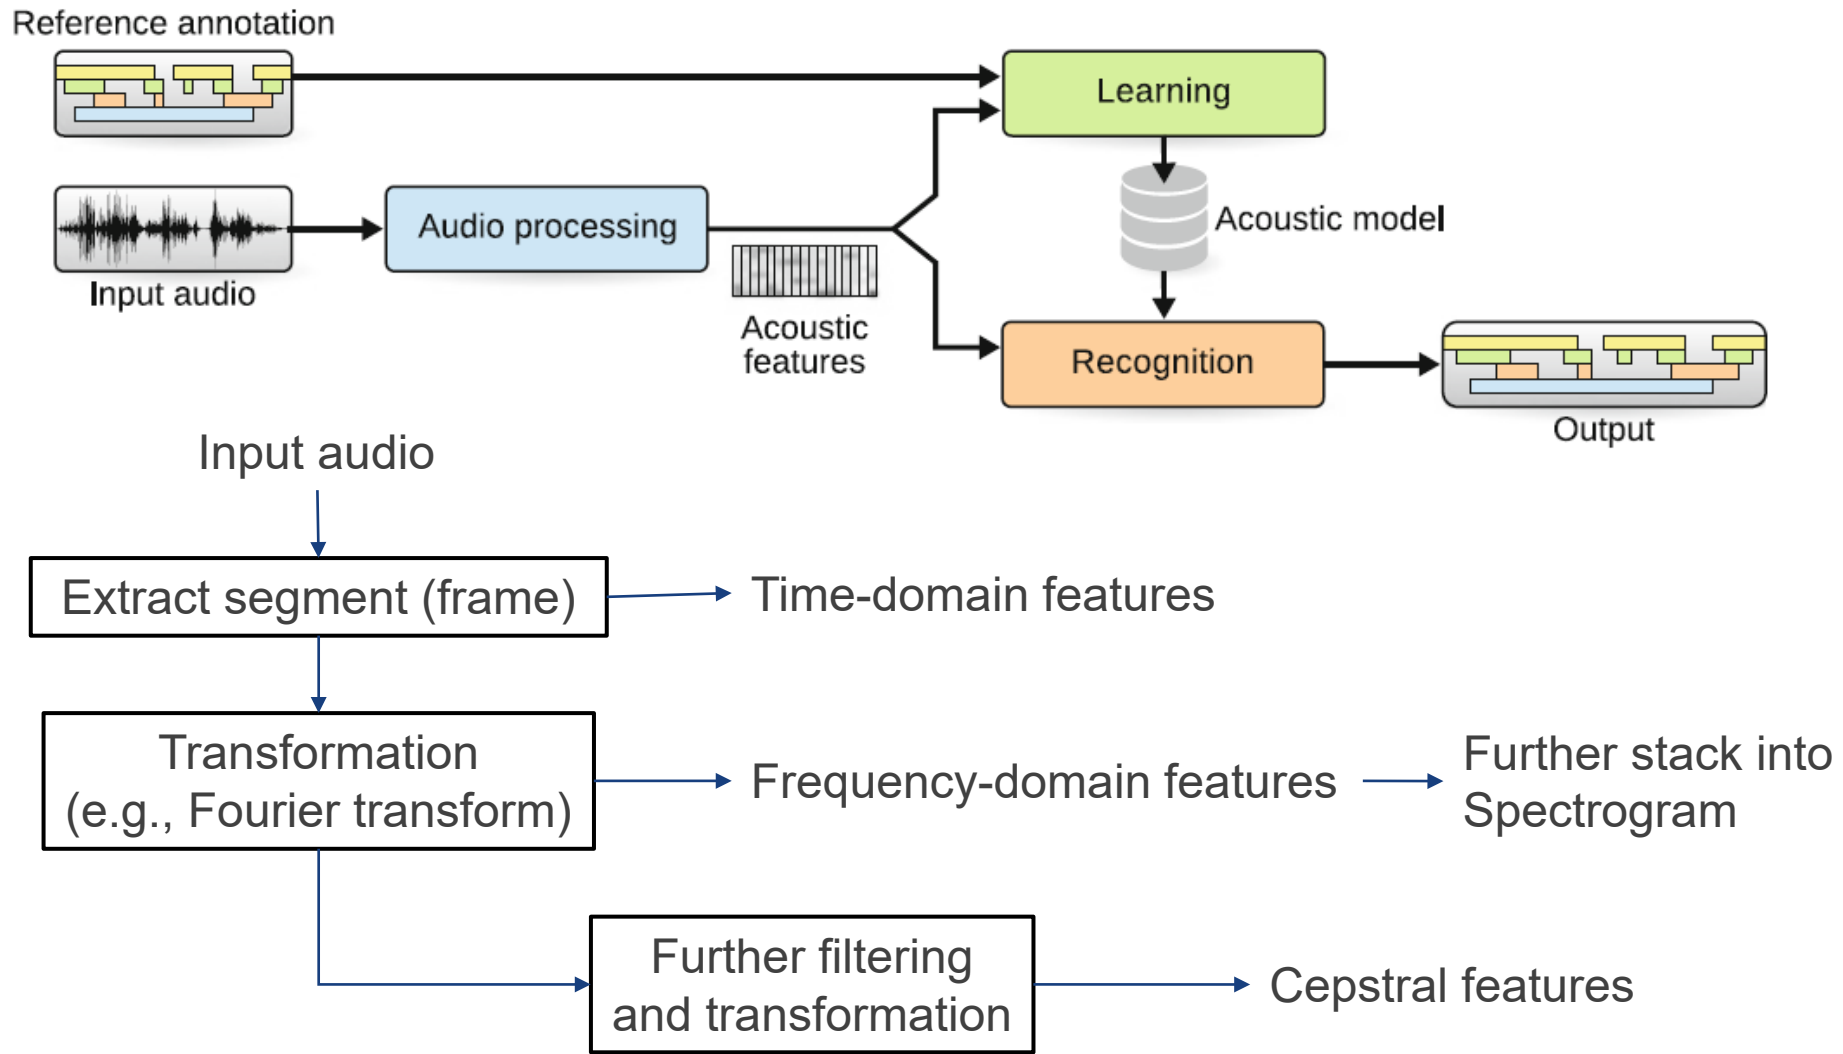 Reference annotation
Learning
Audio processing
Acoustic model
Input audio
Acoustic
features
Recognition
Output
Input audio
Extract segment (frame)
Time-domain features
Transformation
(e.g., Fourier transform)
Frequency-domain features
Further stack into
Spectrogram
Further filtering
and transformation
Cepstral features